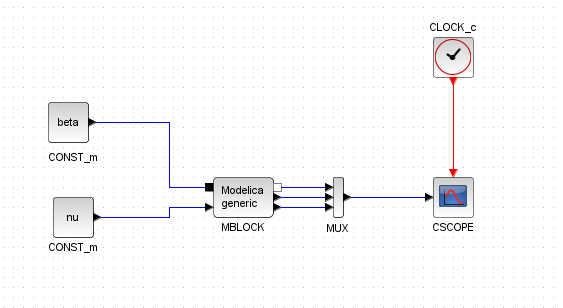 CLOCK_c
beta
CONST_m
Modelica
generic
nu
MBLOCK
MUX
CSCOPE
CONST_m